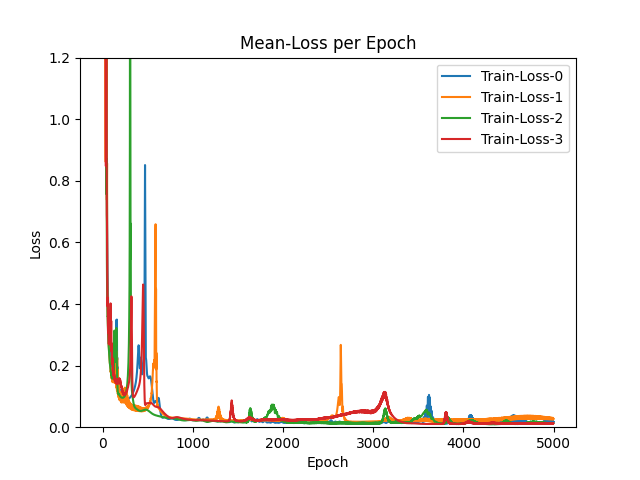 Mean-Loss per Epoch
1.2
1.0
0.8
0.6
0.4
0.2
0.0
Loss
Train-Loss-0
Train-Loss-1
Train-Loss-2
Train-Loss-3
0 1000 2000 3000 4000 5000
Epoch